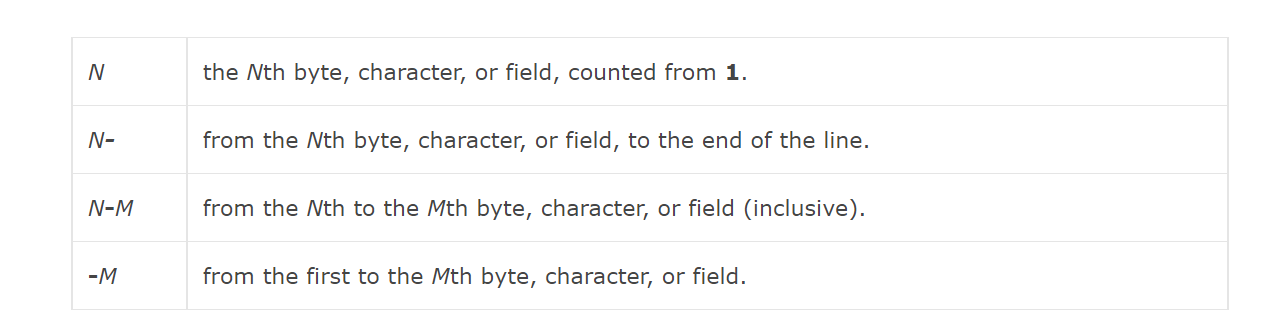 N the Nth byte, character, or field, counted from 1.
N- from the Nth byte, character, or field, to the end of the line.
N-M from the Nth to the Mth byte, character, or field (inclusive).
-M from the first to the Mth byte, character, or field.